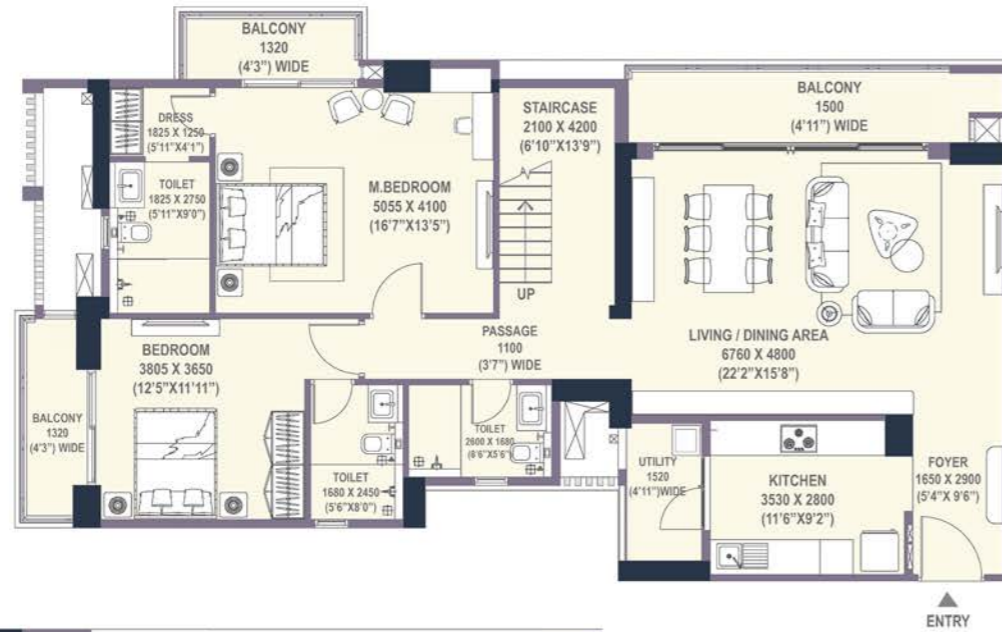 BALCONY
1320
(4'3") WIDE
BALCONY
1500
(4'11") WIDE
STAIRCASE
2100 X 4200
(6'10"X13'9")
DRESS
1825 X 1250
(5'11"X4'1")
TOILET
1825 X 2750
(5'11"X9'0")
M.BEDROOM
5055 X 4100
(16'7"X13'5")
UP
PASSAGE
1100
(3'7") WIDE
LIVING / DINING AREA
6760 X 4800
(22'2"X15'8")
BEDROOM
3805 X 3650
(12'5"X11'11")
BALCONY
1320
(4'3") WIDE
TOILET
1680 X 2450
(5'6"X8'0")
TOILET
2600 X 1680
(8'6"X5'6")
UTILITY
1520
(4'11")WIDE
KITCHEN
3530 X 2800
(11'6"X9'2")
FOYER
1650 X 2900
(5'4"X 9'6")
ENTRY